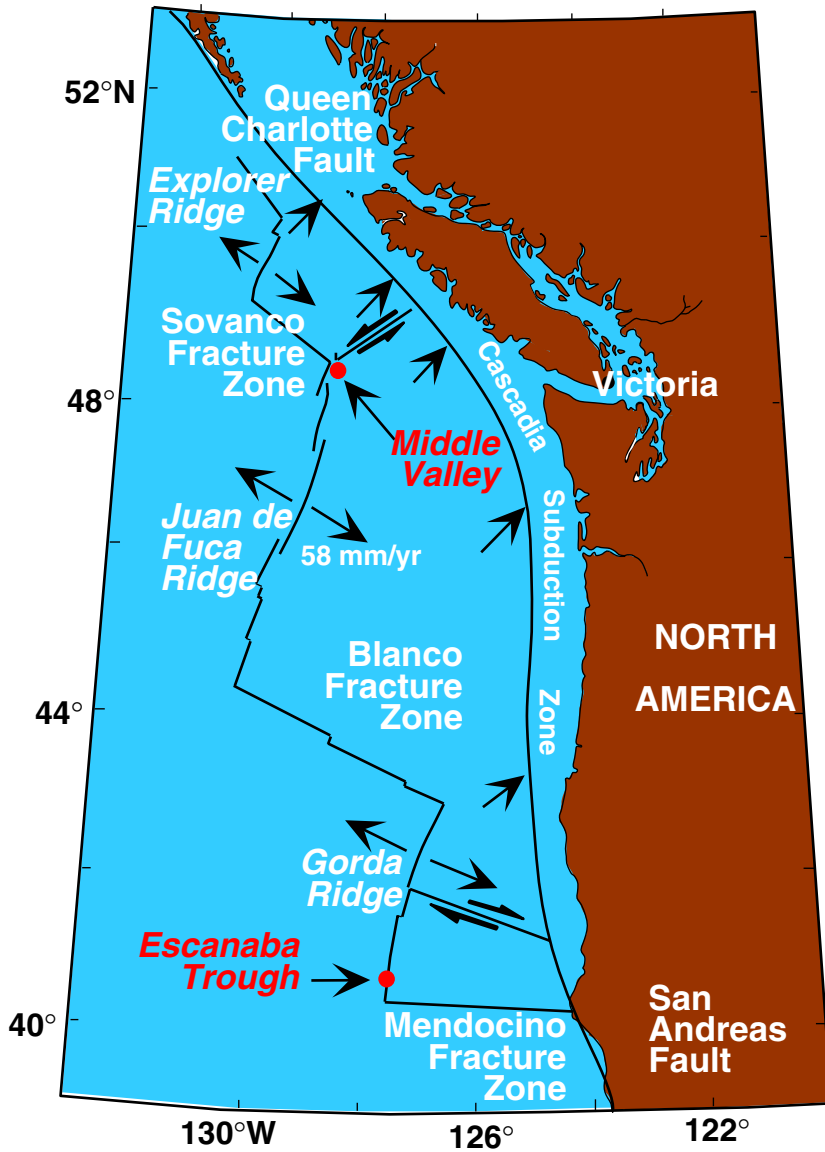 52°N
Queen
Charlotte
Fault
Explorer
Ridge
Sovanco
Fracture
Zone
48°
Cascadia
Victoria
Middle
Valley
Subduction
Juan de
Fuca
Ridge
58 mm/yr
NORTH
AMERICA
Blanco
Fracture
Zone
Zone
44°
Gorda
Ridge
Escanaba
Trough
San
Andreas
Fault
40°
Mendocino
Fracture
Zone
130°W
126°
122°